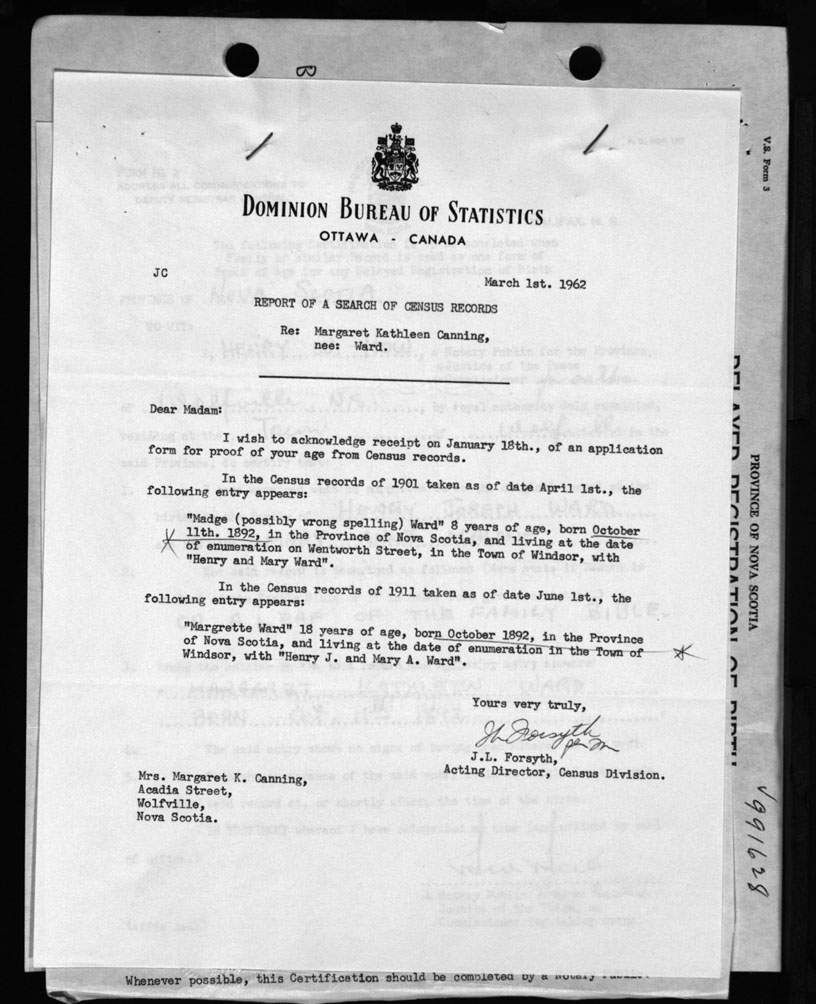 DOMINION BUREAU OF STATISTICS
OTTAWA - CANADA
JC
March 1st. 1962
REPORT OF A SEARCH OF CENSUS RECORDS
Re: Margaret Kathleen Canning,
nee: Ward.
Dear Madam:
I wish to acknowledge receipt on January 18th., of an application
form for proof of your age from Census records.
In the Census records of 1901 taken as of date April 1st., the
following entry appears:
"Madge (possibly wrong spelling) Ward" 8 years of age, born October
11th. 1892, in the Province of Nova Scotia, and living at the date
of enumeration on Wentworth Street, in the Town of Windsor, with
"Henry and Mary Ward".
In the Census records of 1911 taken as of date June 1st., the
following entry appears:
"Margrette Ward" 18 years of age, born October 1892, in the Province
of Nova Scotia, and living at the date of enumeration in the Town of
Windsor, with "Henry J. and Mary A. Ward".
Yours very truly,
J.L. Forsyth,
Acting Director, Census Division.
Mrs. Margaret K. Canning,
Acadia Street,
Wolfville,
Nova Scotia.
Whenever possible, this Certification should be completed by a Notary Public.
V.S. Form 3
PROVINCE OF NOVA SCOTIA
DELAYED REGISTRATION OF BIRTH
991628